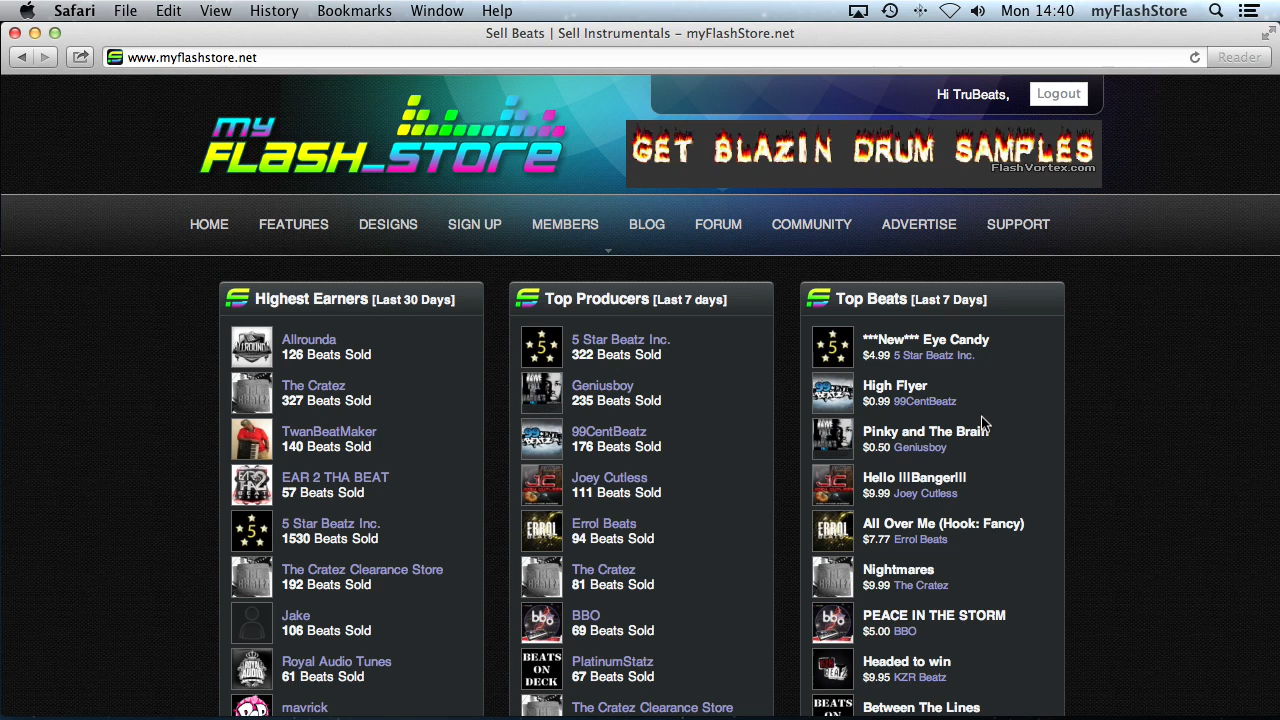 Safari File Edit View History Bookmarks Window Help Mon 14:40 myFlashStore
Sell Beats | Sell Instrumentals – myFlashStore.net
www.myflashstore.net Reader
Hi TruBeats, Logout
MY
FLASH_STORE
GET BLAZIN DRUM SAMPLES
FlashVortex.com
HOME FEATURES DESIGNS SIGN UP MEMBERS BLOG FORUM COMMUNITY ADVERTISE SUPPORT
Highest Earners [Last 30 Days]
Allrounda
126 Beats Sold
The Cratez
327 Beats Sold
TwanBeatMaker
140 Beats Sold
EAR 2 THA BEAT
57 Beats Sold
5 Star Beatz Inc.
1530 Beats Sold
The Cratez Clearance Store
192 Beats Sold
Jake
106 Beats Sold
Royal Audio Tunes
61 Beats Sold
mavrick
Top Producers [Last 7 days]
5 Star Beatz Inc.
322 Beats Sold
Geniusboy
235 Beats Sold
99CentBeatz
176 Beats Sold
Joey Cutless
111 Beats Sold
Errol Beats
94 Beats Sold
The Cratez
81 Beats Sold
BBO
69 Beats Sold
BEATS
ON
DECK
PlatinumStatz
67 Beats Sold
The Cratez Clearance Store
Top Beats [Last 7 Days]
***New*** Eye Candy
$4.99 5 Star Beatz Inc.
High Flyer
$0.99 99CentBeatz
Pinky and The Brain
$0.50 Geniusboy
Hello |||Banger|||
$9.99 Joey Cutless
All Over Me (Hook: Fancy)
$7.77 Errol Beats
Nightmares
$9.99 The Cratez
PEACE IN THE STORM
$5.00 BBO
Headed to win
$9.95 KZR Beatz
BEATS
Between The Lines